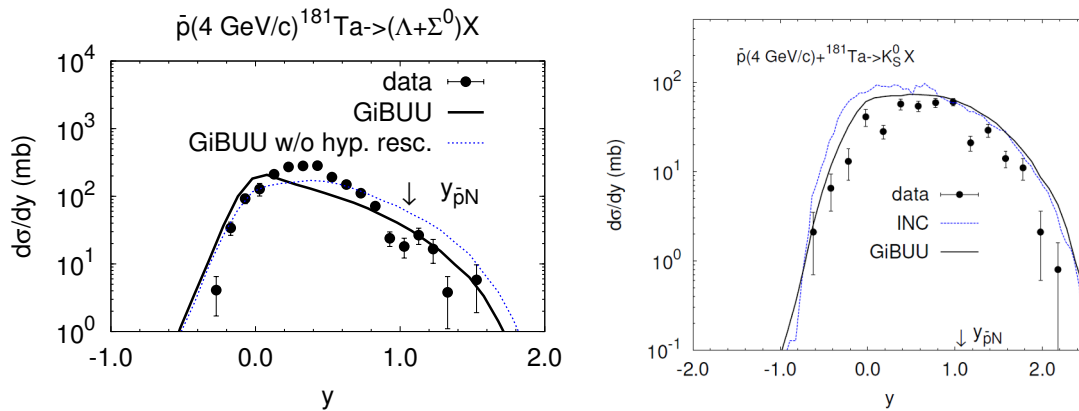 p̄(4 GeV/c)¹⁸¹Ta->(Λ+Σ⁰)X
10⁴
10³
10²
10¹
10⁰
dσ/dy (mb)
data
GiBUU
GiBUU w/o hyp. resc.
↓ y_p̄N
-1.0 0.0 1.0 2.0
y
p̄(4 GeV/c)+¹⁸¹Ta->K⁰_S X
10²
10¹
10⁰
10⁻¹
dσ/dy (mb)
data
INC
GiBUU
↓ y_p̄N
-2.0 -1.0 0.0 1.0 2.0
y